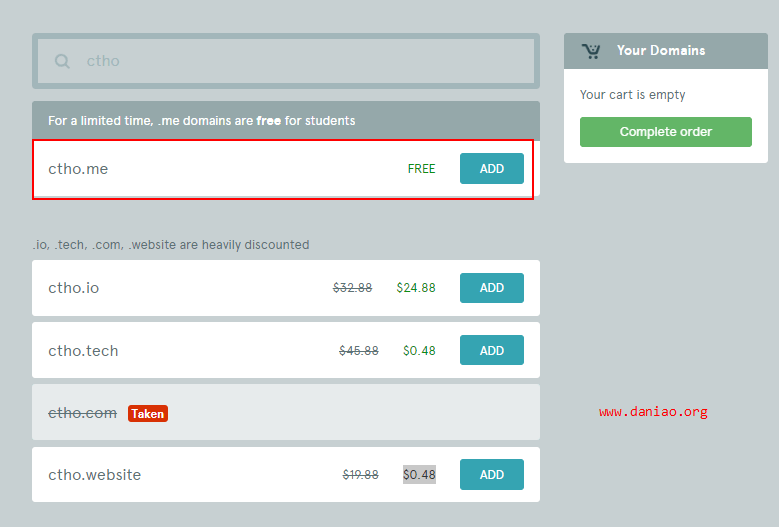 ctho
For a limited time, .me domains are free for students
ctho.me FREE ADD
.io, .tech, .com, .website are heavily discounted
ctho.io $32.88 $24.88 ADD
ctho.tech $45.88 $0.48 ADD
ctho.com Taken
ctho.website $19.88 $0.48 ADD
Your Domains
Your cart is empty
Complete order
www.daniao.org